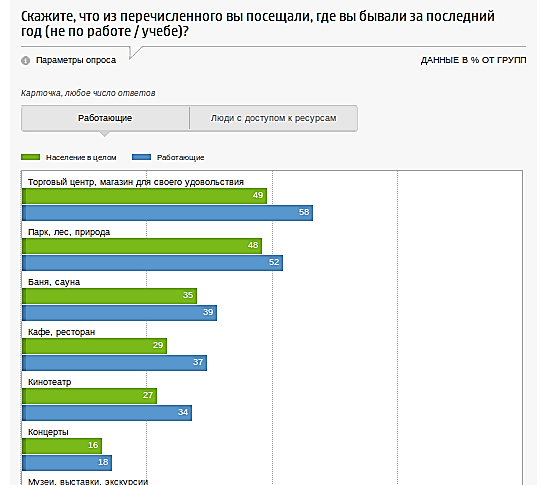 Скажите, что из перечисленного вы посещали, где вы бывали за последний
год (не по работе / учебе)?
i Параметры опроса
ДАННЫЕ В % ОТ ГРУПП
Карточка, любое число ответов
Работающие
Люди с доступом к ресурсам
Население в целом
Работающие
Торговый центр, магазин для своего удовольствия
49
58
Парк, лес, природа
48
52
Баня, сауна
35
39
Кафе, ресторан
29
37
Кинотеатр
27
34
Концерты
16
18
Музеи, выставки, экскурсии